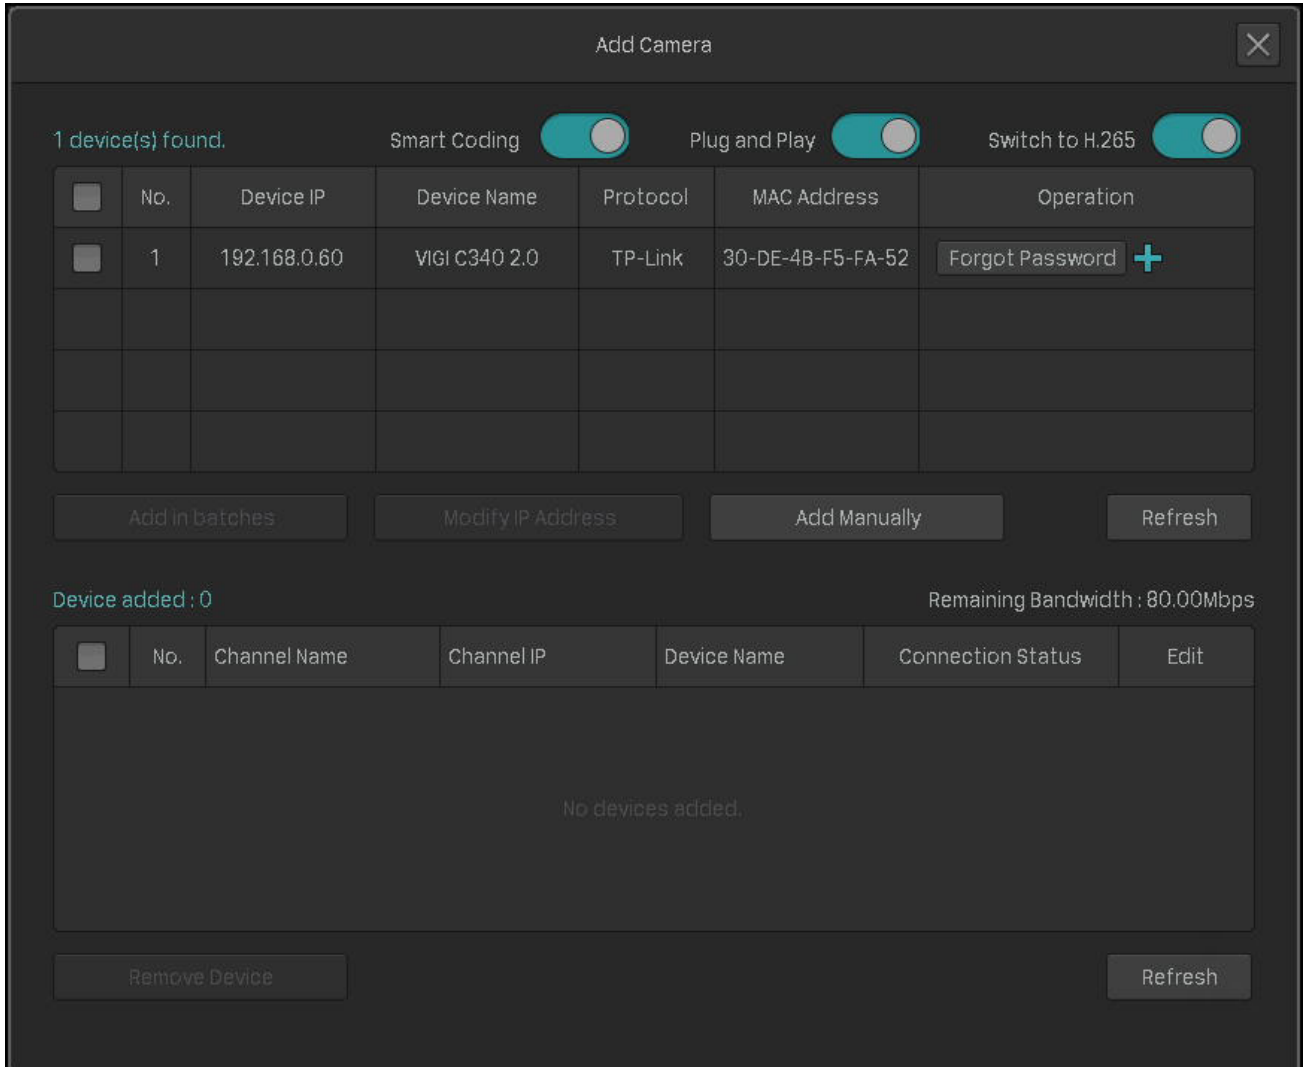 Add Camera
1 device(s) found. Smart Coding Plug and Play Switch to H.265
No. Device IP Device Name Protocol MAC Address Operation
1 192.168.0.60 VIGI C340 2.0 TP-Link 30-DE-4B-F5-FA-52 Forgot Password
Add in batches Modify IP Address Add Manually Refresh
Device added : 0 Remaining Bandwidth : 80.00Mbps
No. Channel Name Channel IP Device Name Connection Status Edit
No devices added.
Remove Device Refresh